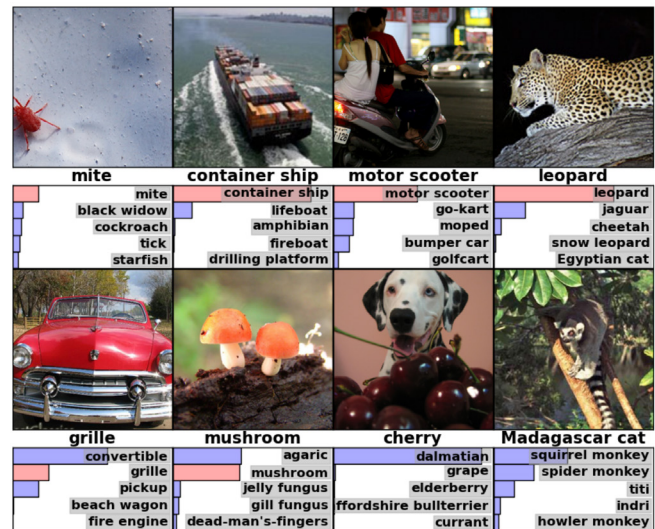 mite container ship motor scooter leopard
mite container ship motor scooter leopard
black widow lifeboat go-kart jaguar
cockroach amphibian moped cheetah
tick fireboat bumper car snow leopard
starfish drilling platform golfcart Egyptian cat
grille mushroom cherry Madagascar cat
convertible agaric dalmatian squirrel monkey
grille mushroom grape spider monkey
pickup jelly fungus elderberry titi
beach wagon gill fungus ffordshire bullterrier indri
fire engine dead-man's-fingers currant howler monkey